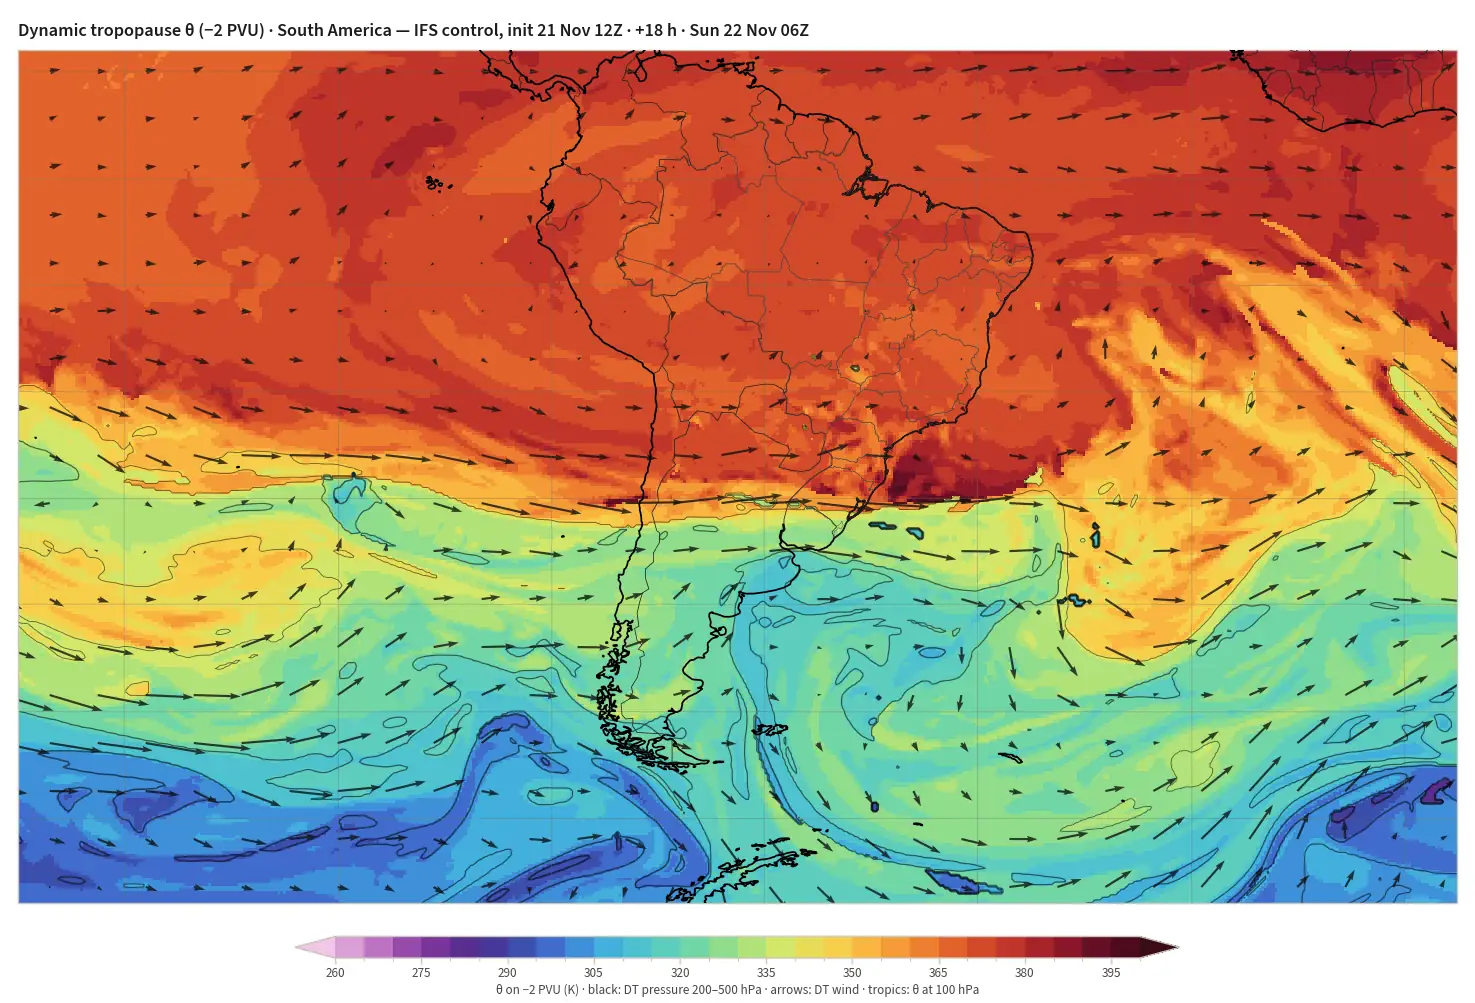 Dynamic tropopause θ (−2 PVU) · South America — IFS control, init 21 Nov 12Z · +18 h · Sun 22 Nov 06Z
260 275 290 305 320 335 350 365 380 395
θ on −2 PVU (K) · black: DT pressure 200–500 hPa · arrows: DT wind · tropics: θ at 100 hPa